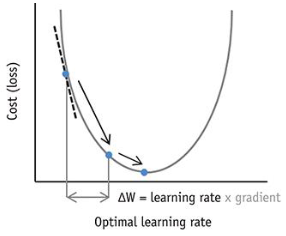 Cost (loss)
ΔW = learning rate x gradient
Optimal learning rate